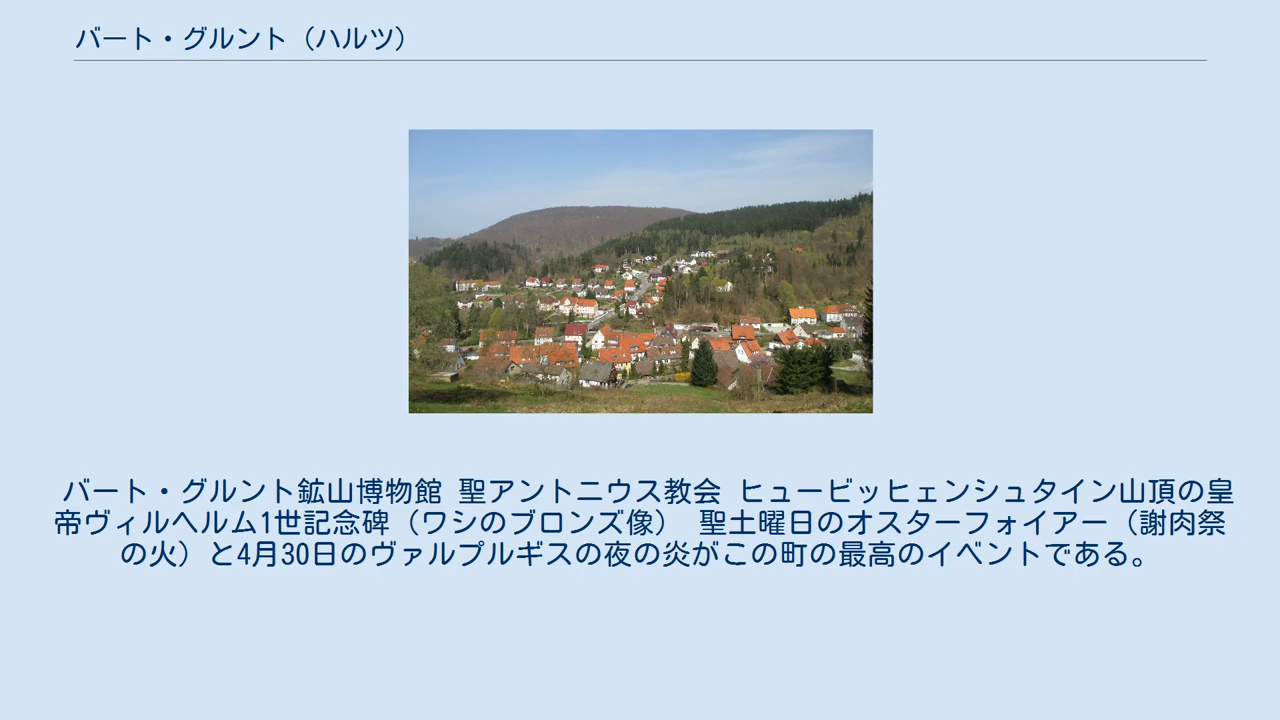 バート・グルント（ハルツ）
バート・グルント鉱山博物館 聖アントニウス教会 ヒュービッヒェンシュタイン山頂の皇
帝ヴィルヘルム1世記念碑（ワシのブロンズ像） 聖土曜日のオスターフォイアー（謝肉祭
の火）と4月30日のヴァルプルギスの夜の炎がこの町の最高のイベントである。